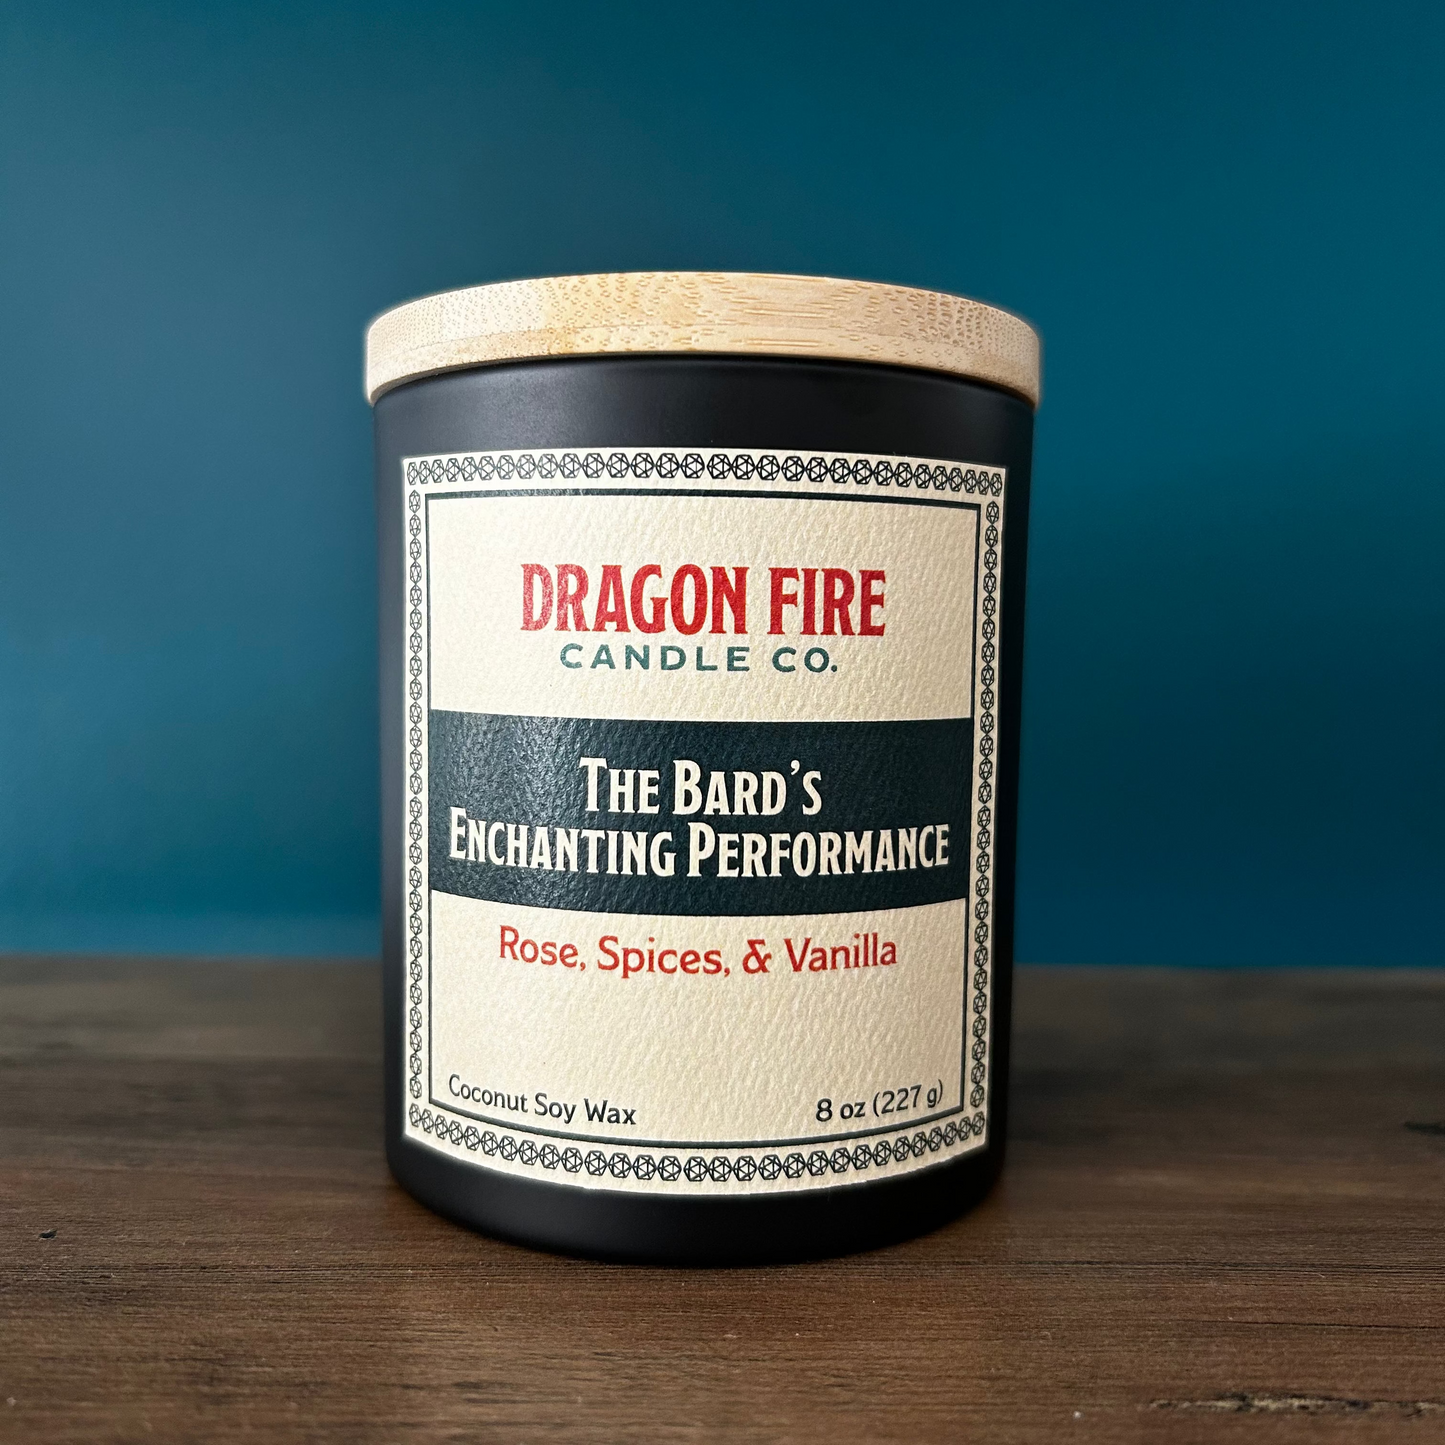 DRAGON FIRE
CANDLE CO.
THE BARD'S
ENCHANTING PERFORMANCE
Rose, Spices, & Vanilla
Coconut Soy Wax
8 oz (227 g)